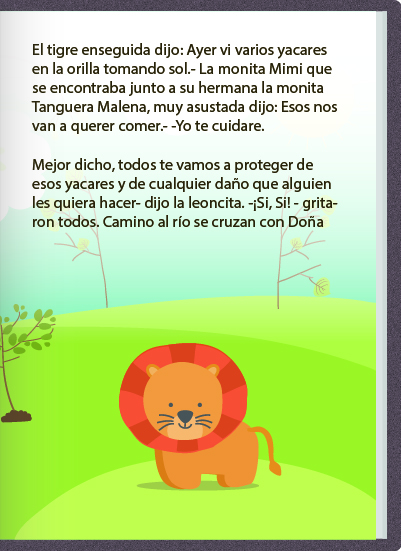 El tigre enseguida dijo: Ayer vi varios yacares
en la orilla tomando sol.- La monita Mimi que
se encontraba junto a su hermana la monita
Tanguera Malena, muy asustada dijo: Esos nos
van a querer comer.- -Yo te cuidare.
Mejor dicho, todos te vamos a proteger de
esos yacares y de cualquier daño que alguien
les quiera hacer- dijo la leoncita. -¡Si, Si! - grita-
ron todos. Camino al río se cruzan con Doña